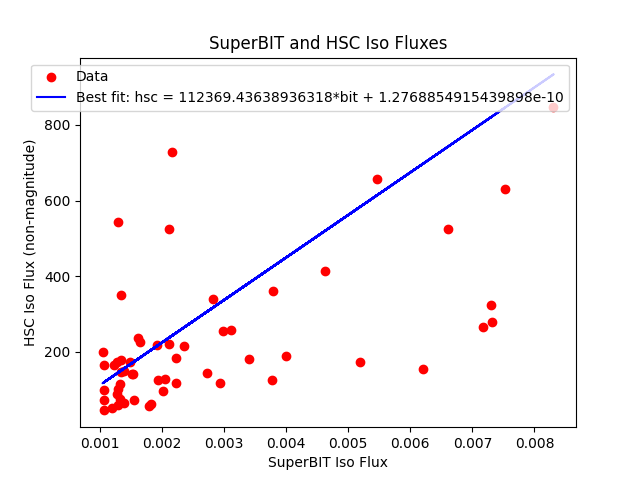 SuperBIT and HSC Iso Fluxes
Data
Best fit: hsc = 112369.43638936318*bit + 1.2768854915439898e-10
HSC Iso Flux (non-magnitude)
800
600
400
200
0.001 0.002 0.003 0.004 0.005 0.006 0.007 0.008
SuperBIT Iso Flux